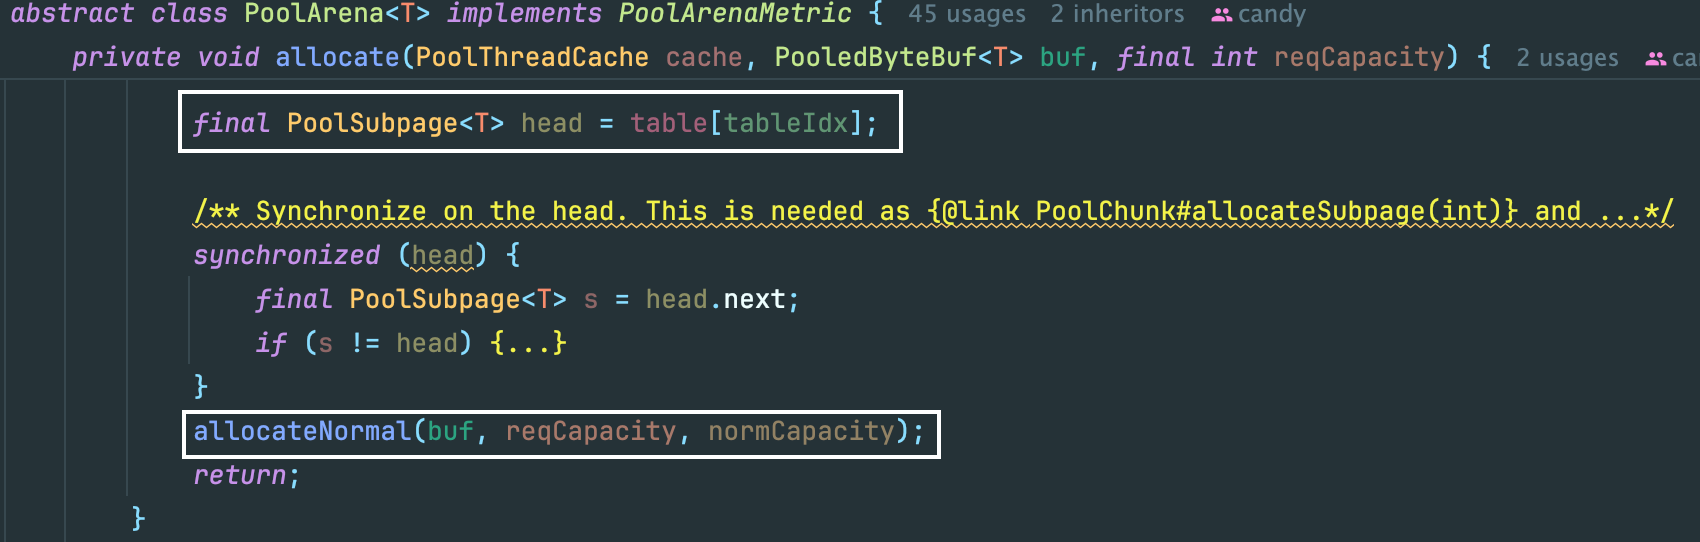 abstract class PoolArena<T> implements PoolArenaMetric { 45 usages 2 inheritors candy
private void allocate(PoolThreadCache cache, PooledByteBuf<T> buf, final int reqCapacity) { 2 usages ca
final PoolSubpage<T> head = table[tableIdx];
/** Synchronize on the head. This is needed as {@link PoolChunk#allocateSubpage(int)} and ...*/
synchronized (head) {
final PoolSubpage<T> s = head.next;
if (s != head) {...}
}
allocateNormal(buf, reqCapacity, normCapacity);
return;
}